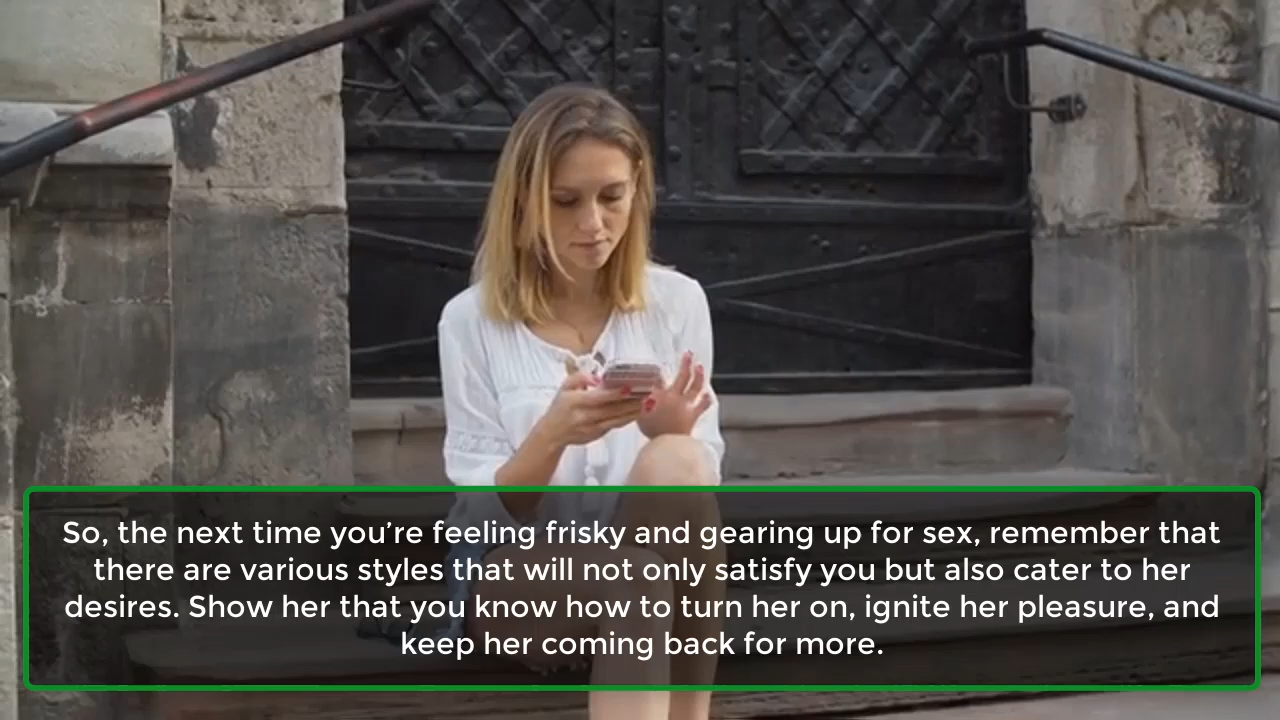 So, the next time you’re feeling frisky and gearing up for sex, remember that
there are various styles that will not only satisfy you but also cater to her
desires. Show her that you know how to turn her on, ignite her pleasure, and
keep her coming back for more.